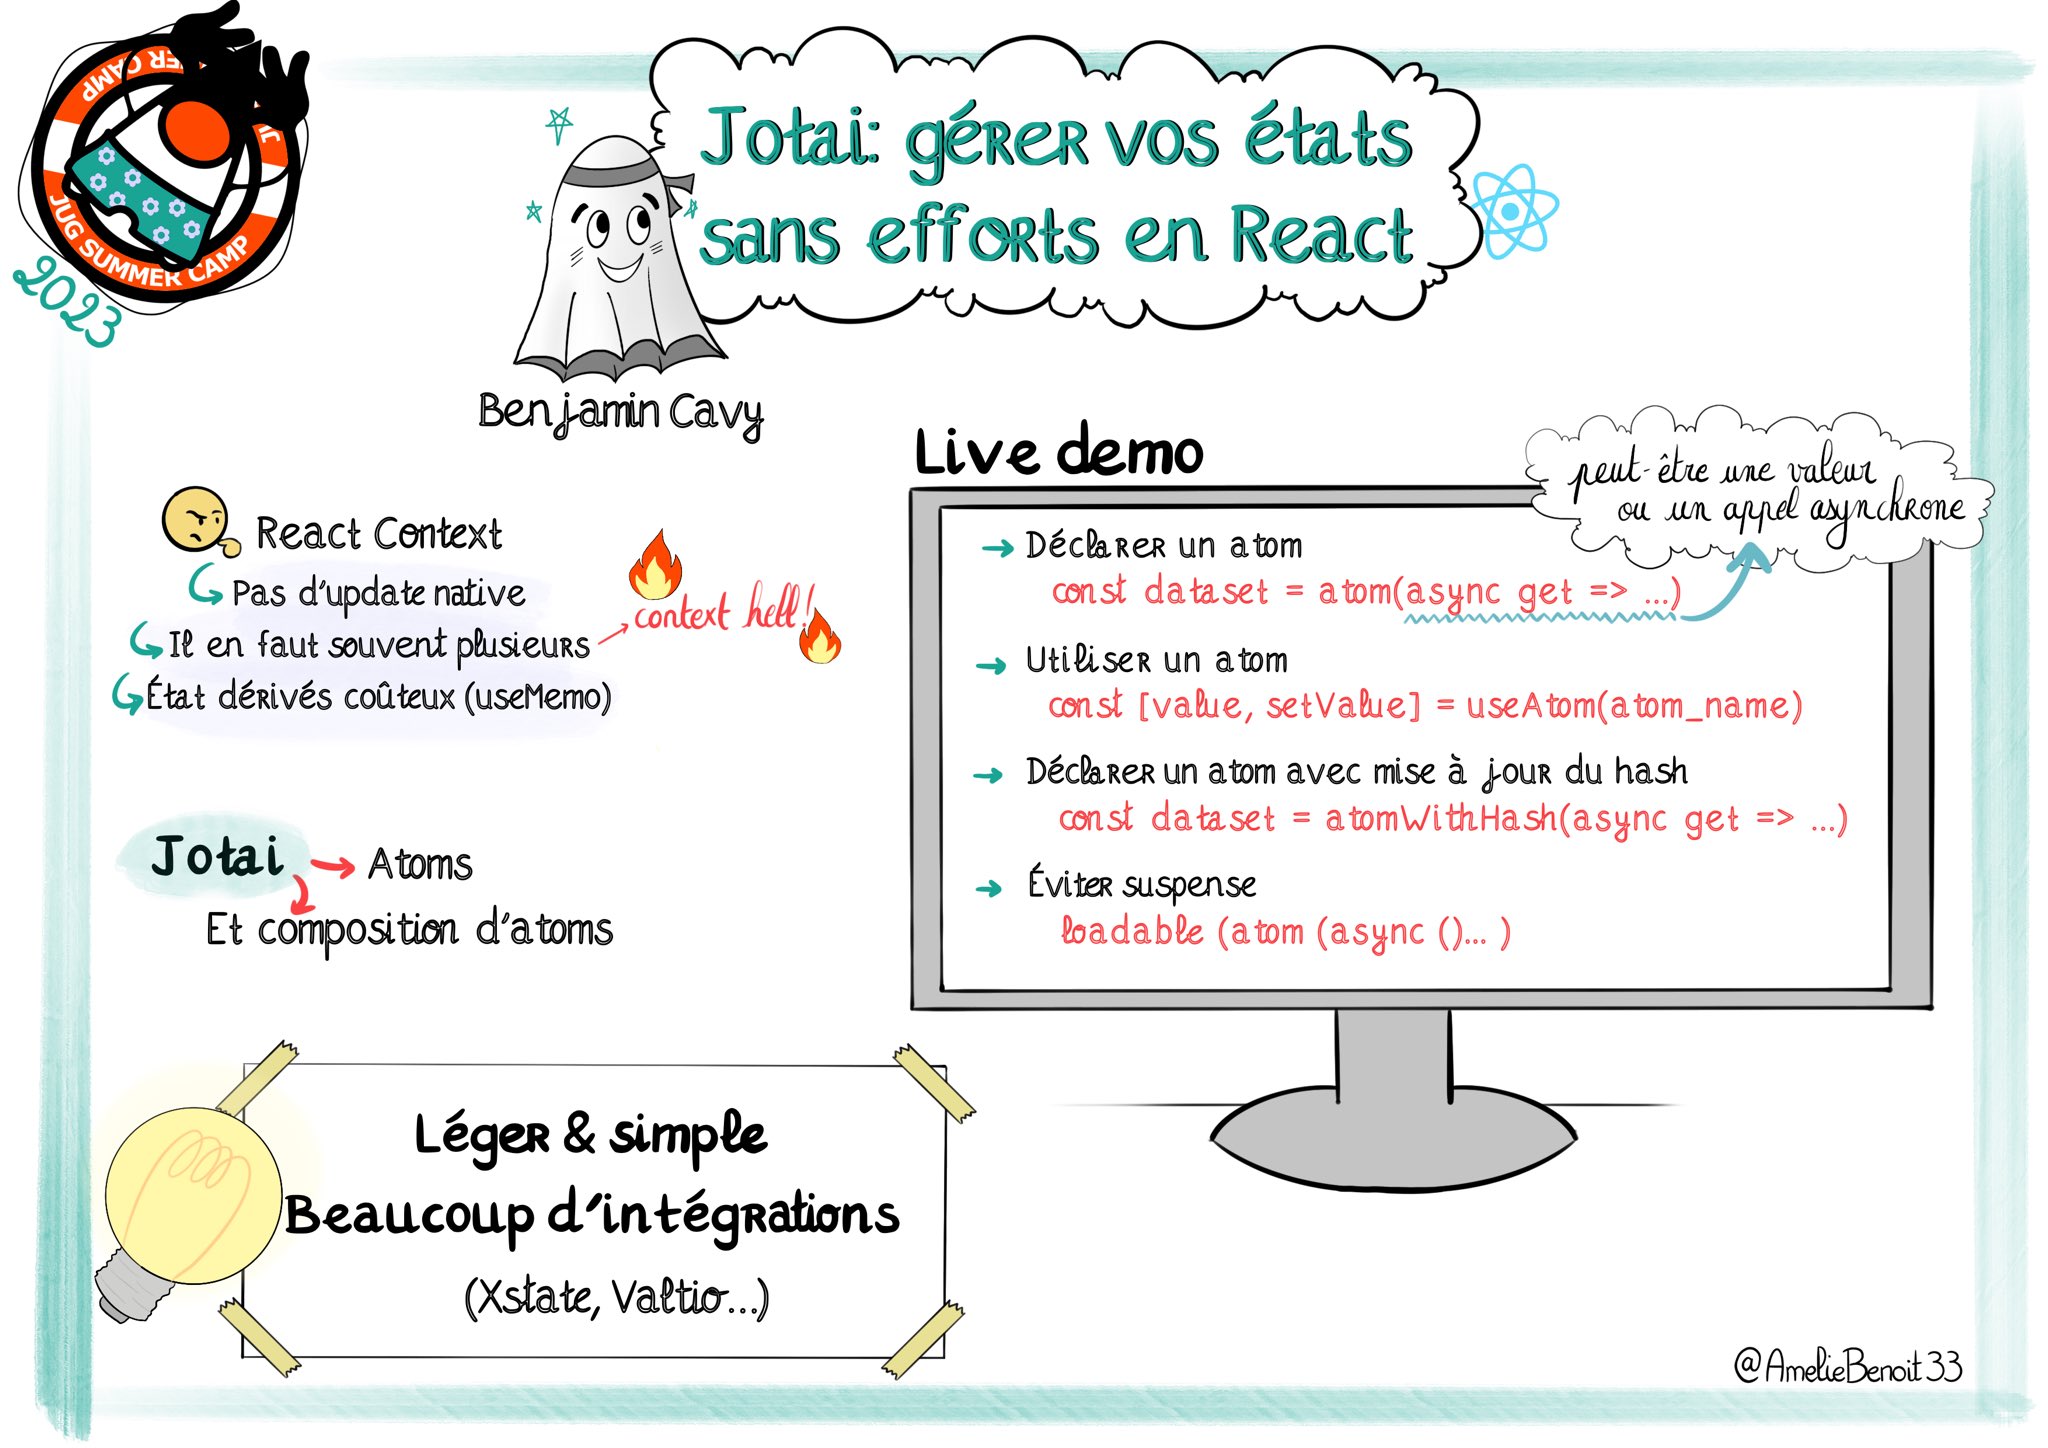 JUG SUMMER CAMP
2023
Jotai: gérer vos états
sans efforts en React
Benjamin Cavy
React Context
Pas d'update native
Il en faut souvent plusieurs
context hell!
État dérivés coûteux (useMemo)
Jotai
Atoms
Et composition d'atoms
Live demo
peut-être une valeur
ou un appel asynchrone
Déclarer un atom
const dataset = atom(async get => ...)
Utiliser un atom
const [value, setValue] = useAtom(atom_name)
Déclarer un atom avec mise à jour du hash
const dataset = atomWithHash(async get => ...)
Éviter suspense
loadable (atom (async ()... )
Léger & simple
Beaucoup d'intégrations
(Xstate, Valtio...)
@AmelieBenoit33